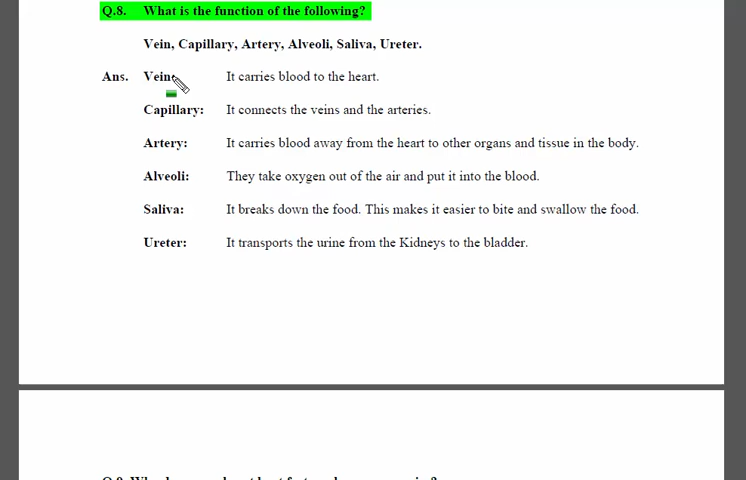 Q.8. What is the function of the following?
Vein, Capillary, Artery, Alveoli, Saliva, Ureter.
Ans. Vein: It carries blood to the heart.
Capillary: It connects the veins and the arteries.
Artery: It carries blood away from the heart to other organs and tissue in the body.
Alveoli: They take oxygen out of the air and put it into the blood.
Saliva: It breaks down the food. This makes it easier to bite and swallow the food.
Ureter: It transports the urine from the Kidneys to the bladder.